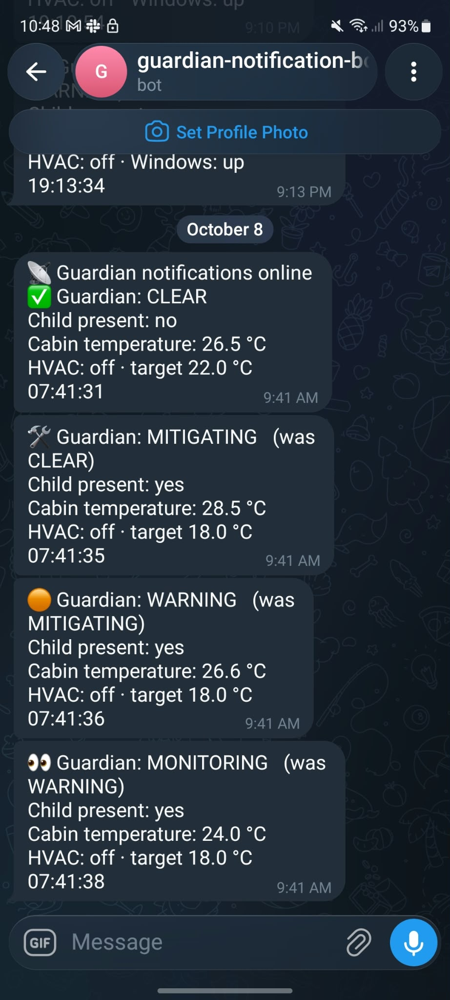 HVAC: off · Windows: up
9:10 PM
10:48
93%
guardian-notification-b
bot
Set Profile Photo
HVAC: off · Windows: up
19:13:34
9:13 PM
October 8
📡 Guardian notifications online
✅ Guardian: CLEAR
Child present: no
Cabin temperature: 26.5 °C
HVAC: off · target 22.0 °C
07:41:31
9:41 AM
🛠 Guardian: MITIGATING (was
CLEAR)
Child present: yes
Cabin temperature: 28.5 °C
HVAC: off · target 18.0 °C
07:41:35
9:41 AM
🟠 Guardian: WARNING (was
MITIGATING)
Child present: yes
Cabin temperature: 26.6 °C
HVAC: off · target 18.0 °C
07:41:36
9:41 AM
👀 Guardian: MONITORING (was
WARNING)
Child present: yes
Cabin temperature: 24.0 °C
HVAC: off · target 18.0 °C
07:41:38
9:41 AM
GIF
Message